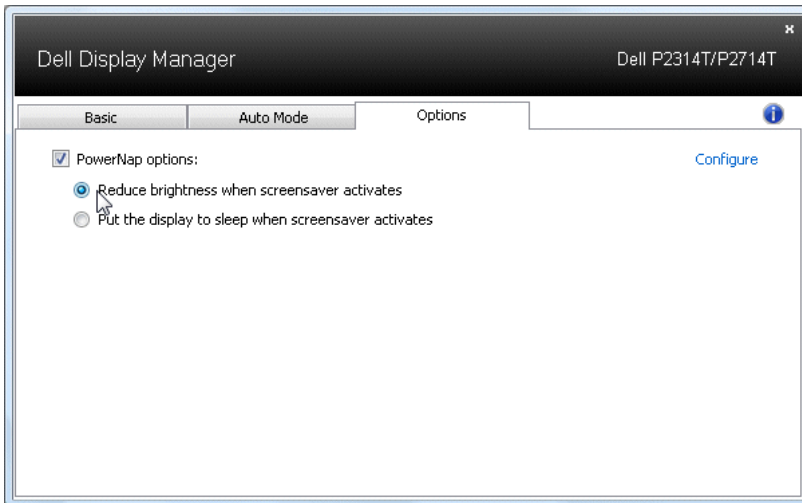 x
Dell Display Manager
Dell P2314T/P2714T
Basic
Auto Mode
Options
i
PowerNap options:
Configure
Reduce brightness when screensaver activates
Put the display to sleep when screensaver activates